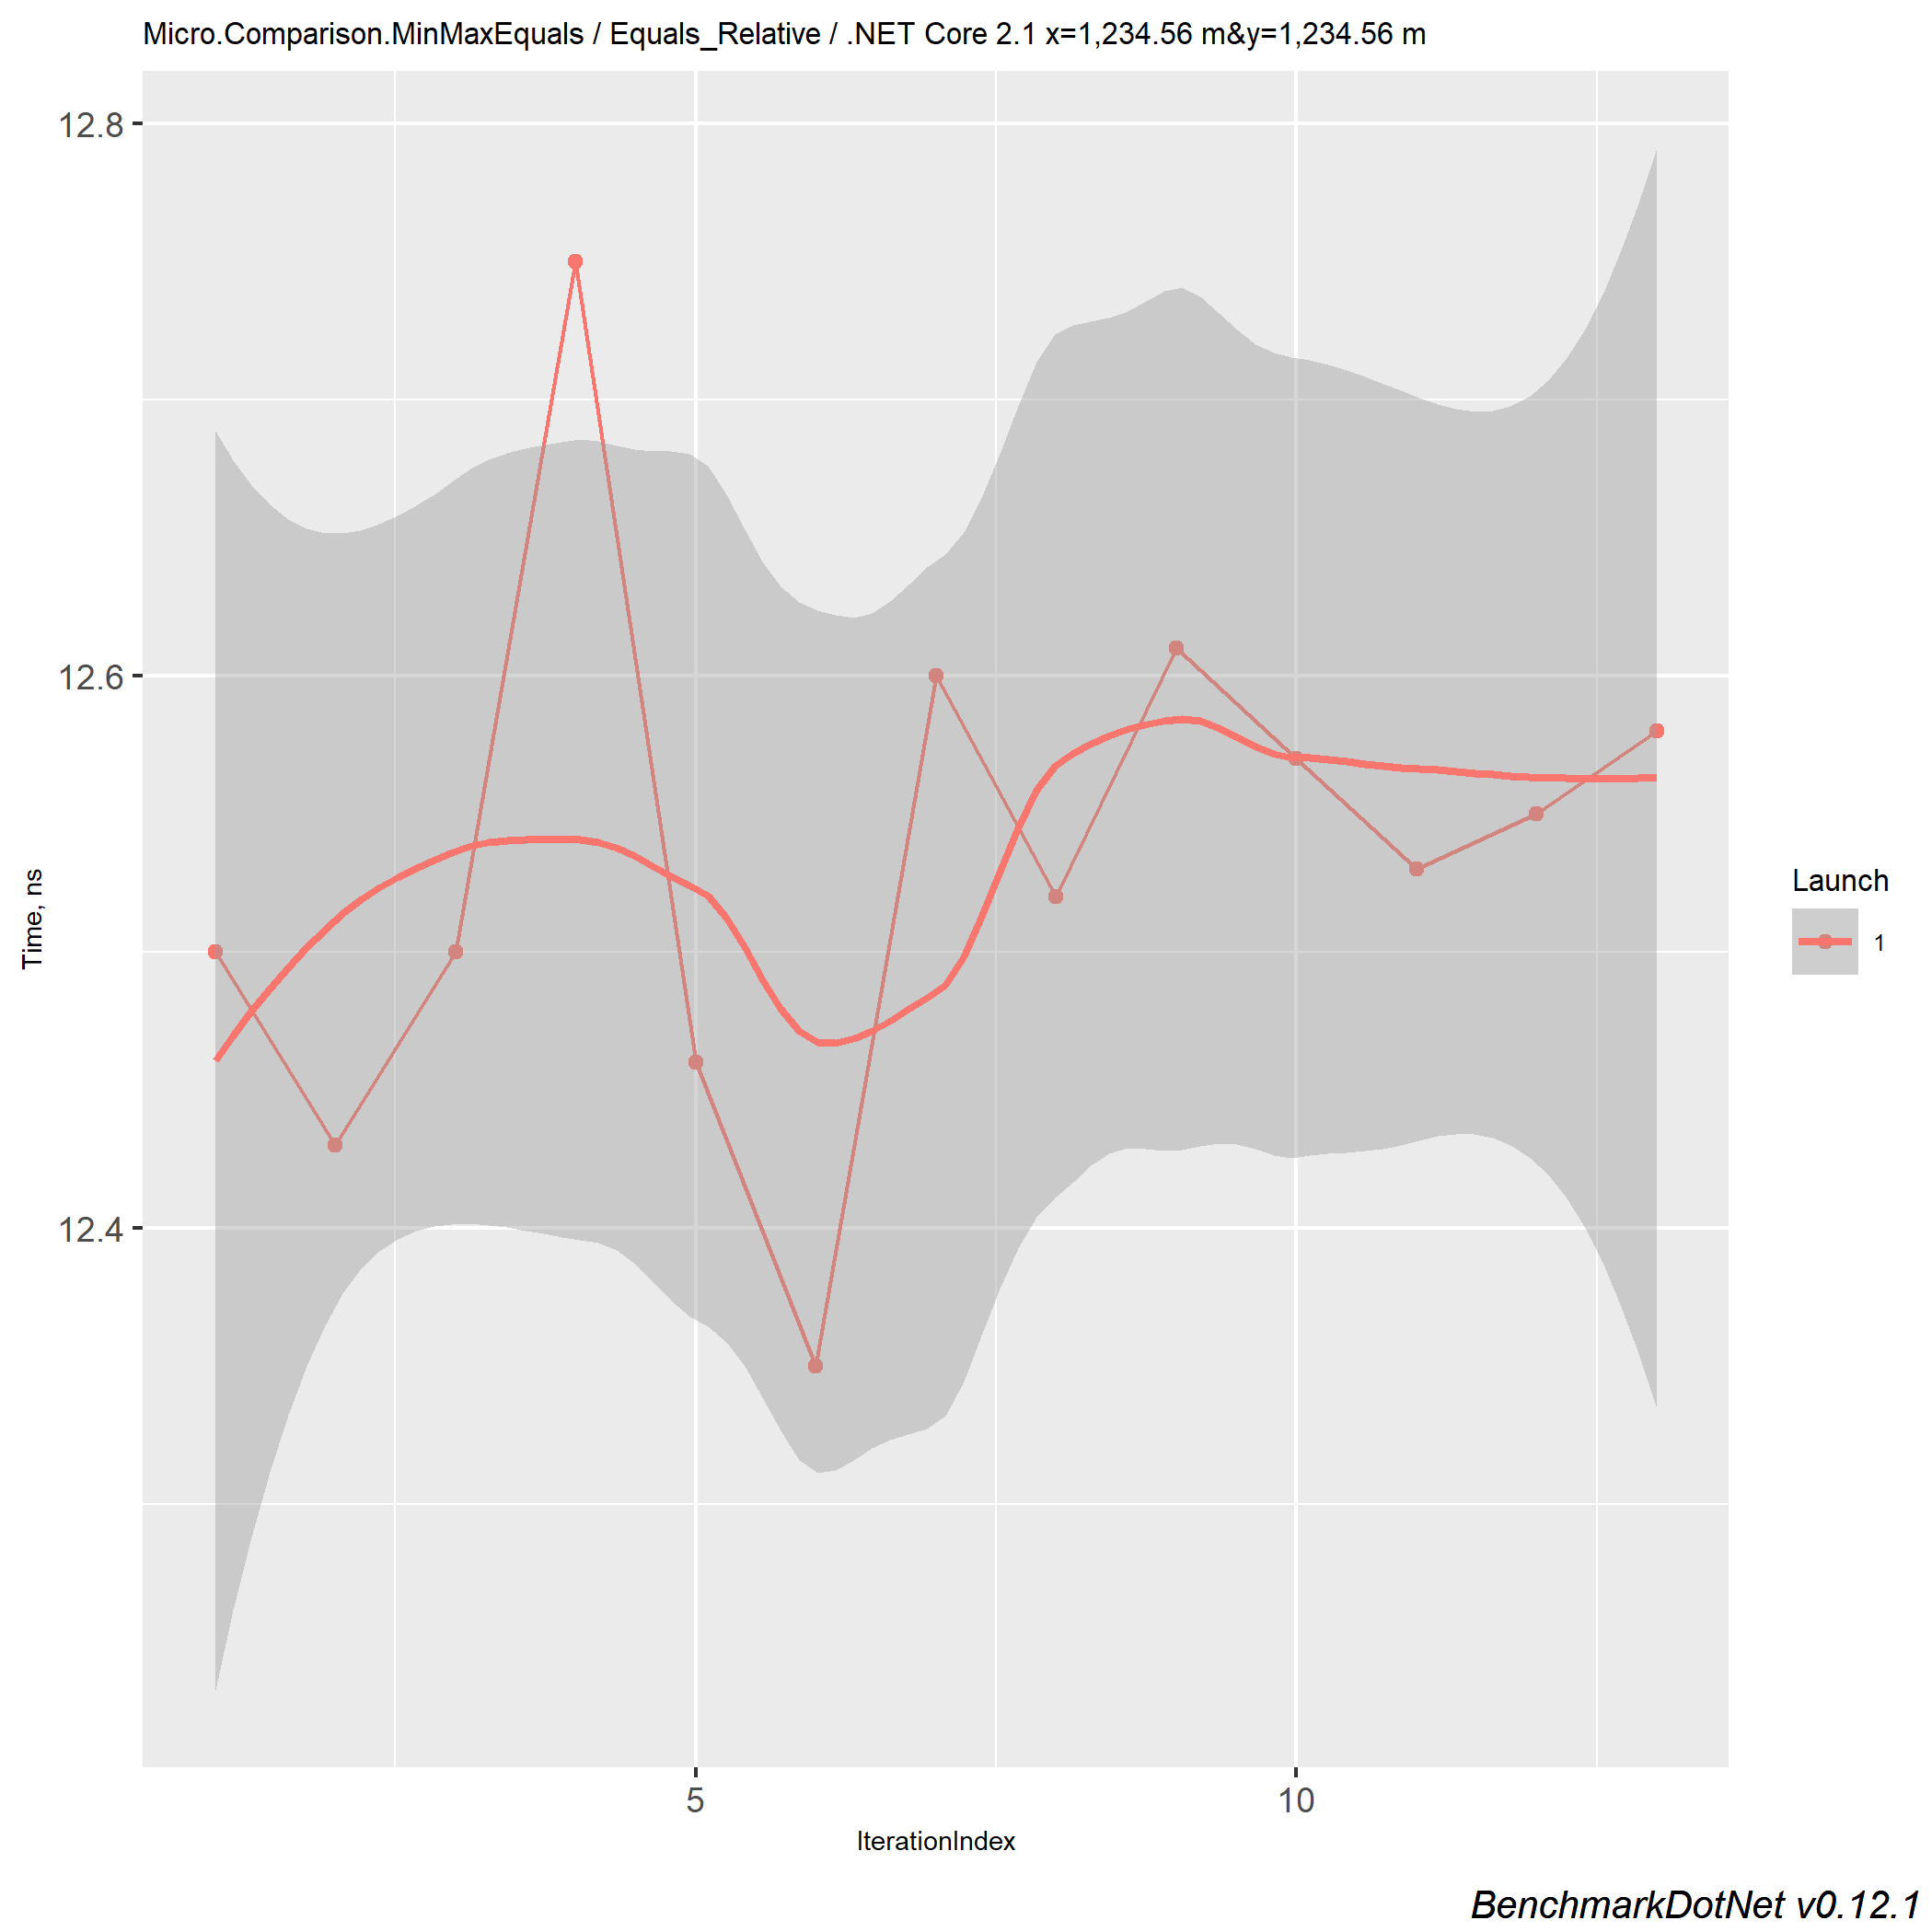 Micro.Comparison.MinMaxEquals / Equals_Relative / .NET Core 2.1 x=1,234.56 m&y=1,234.56 m
12.8
12.6
12.4
Time, ns
5
10
IterationIndex
Launch
1
BenchmarkDotNet v0.12.1